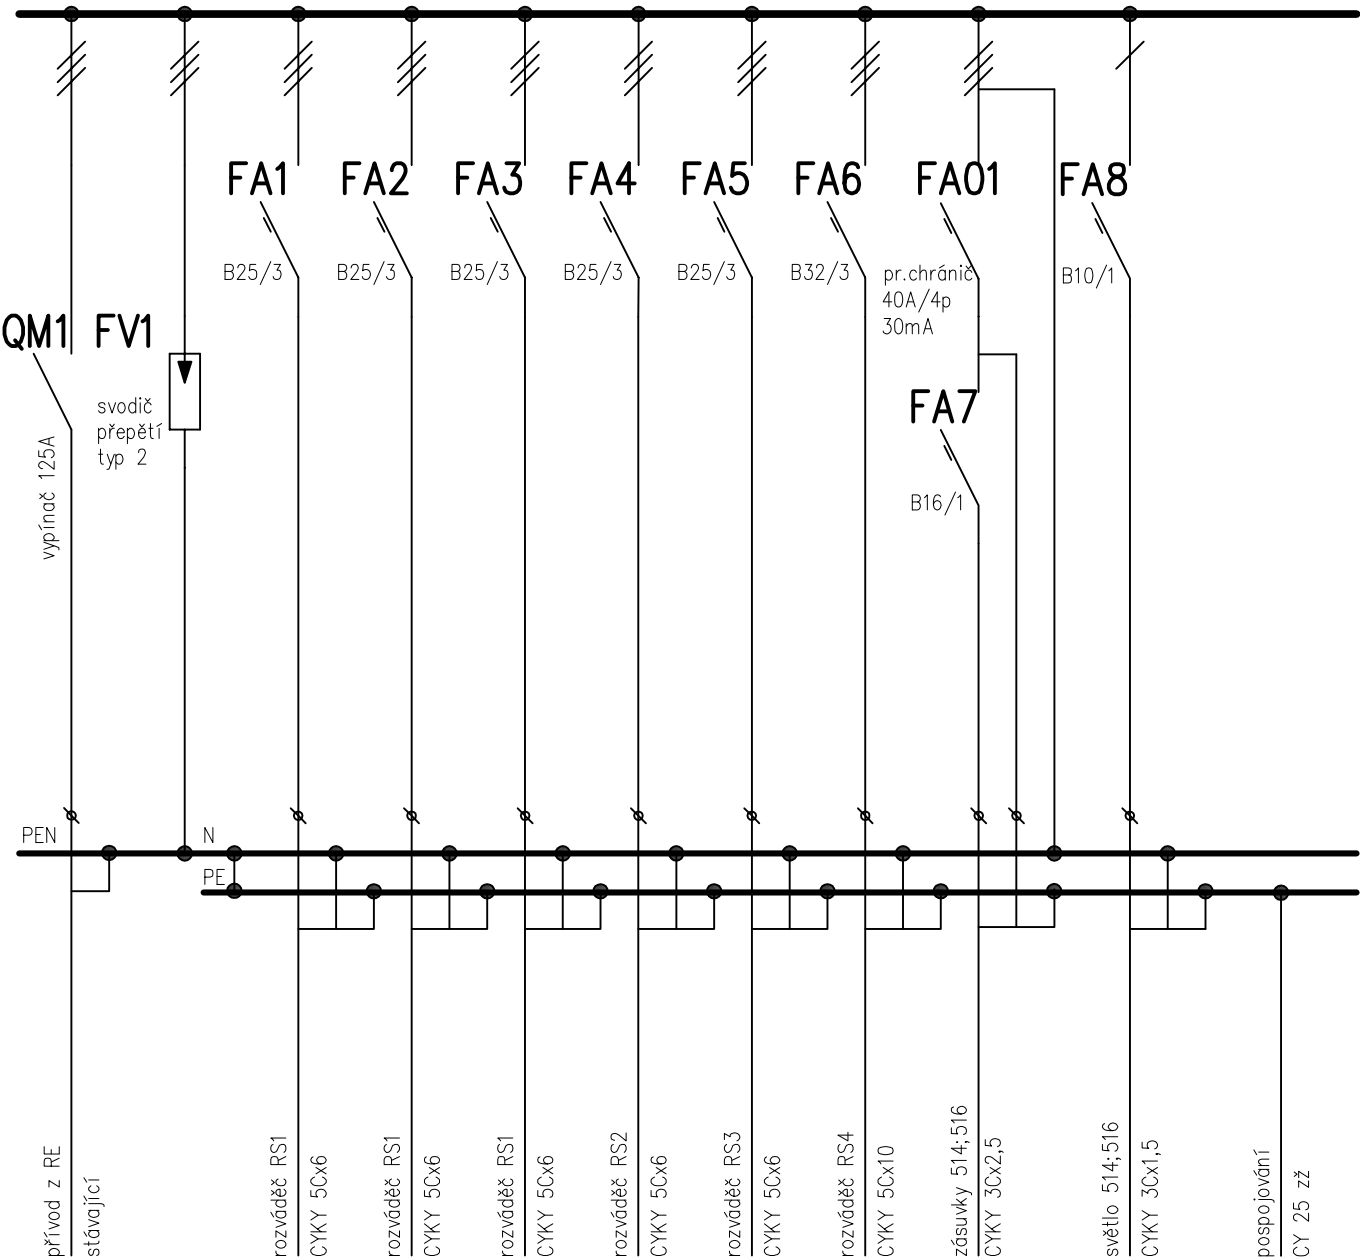 FA1
FA2
FA3
FA4
FA5
FA6
FA01
FA8
B25/3
B25/3
B25/3
B25/3
B25/3
B32/3
pr.chránič
40A/4p
30mA
B10/1
QM1
FV1
vypínač 125A
svodič
přepětí
typ 2
FA7
B16/1
PEN
N
PE
přívod z RE
stávající
rozváděč RS1
CYKY 5Cx6
rozváděč RS1
CYKY 5Cx6
rozváděč RS1
CYKY 5Cx6
rozváděč RS2
CYKY 5Cx6
rozváděč RS3
CYKY 5Cx6
rozváděč RS4
CYKY 5Cx10
zásuvky 514;516
CYKY 3Cx2,5
světlo 514;516
CYKY 3Cx1,5
pospojování
CY 25 zž